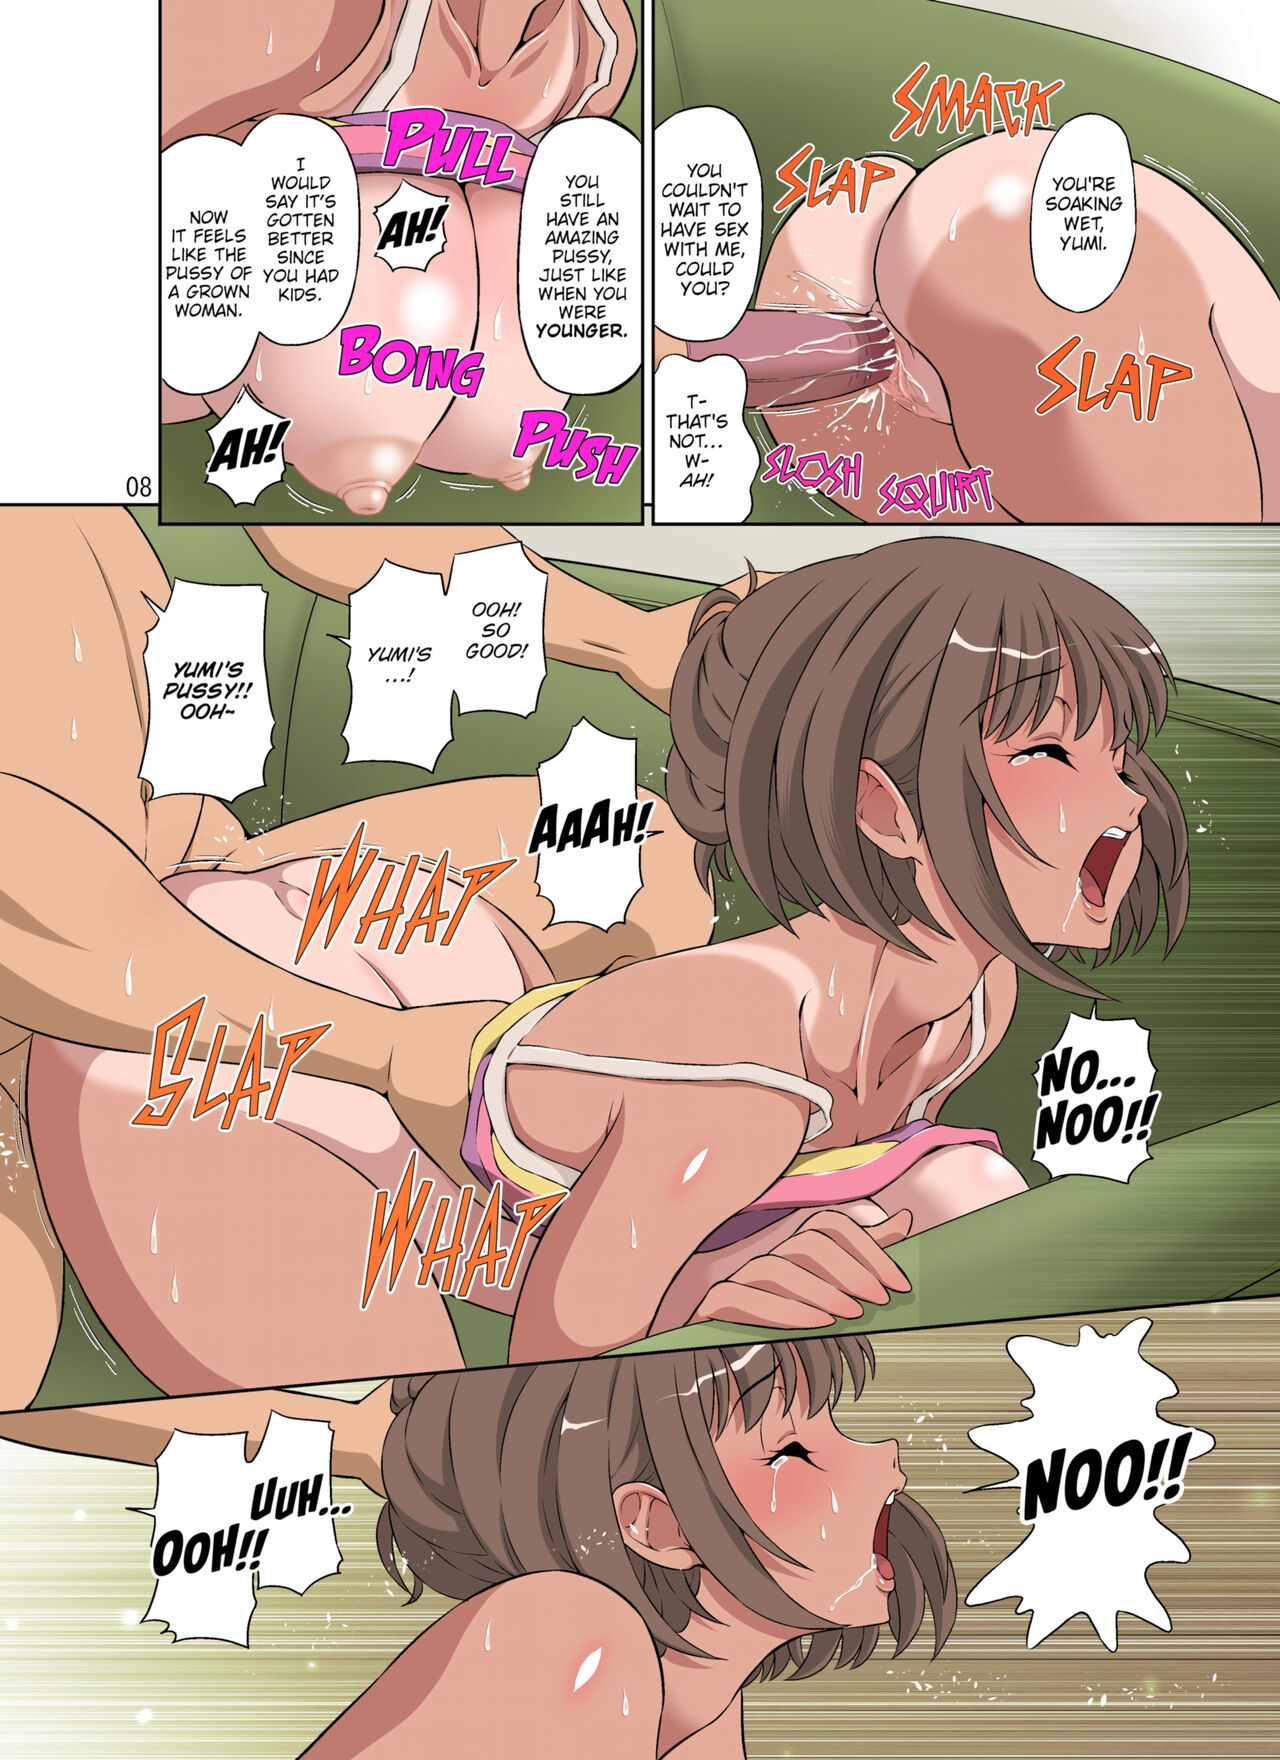 YOU'RE
SOAKING
WET,
YUMI.
SMACK
SLAP
SLAP
YOU
COULDN'T
WAIT TO
HAVE SEX
WITH ME,
COULD
YOU?
T-
THAT'S
NOT...
W-
AH!
SLOSH
SQUIRT
YOU
STILL
HAVE AN
AMAZING
PUSSY,
JUST LIKE
WHEN YOU
WERE
YOUNGER.
PULL
AH!
I
WOULD
SAY IT'S
GOTTEN
BETTER
SINCE
YOU HAD
KIDS.
NOW
IT FEELS
LIKE THE
PUSSY OF
A GROWN
WOMAN.
BOING
PUSH
AH!
08
OOH!
SO
GOOD!
YUMI'S
...!
YUMI'S
PUSSY!!
OOH~
AAAH!
WHAP
SLAP
WHAP
NO...
NOO!!
NOO!!
UUH...
OOH!!